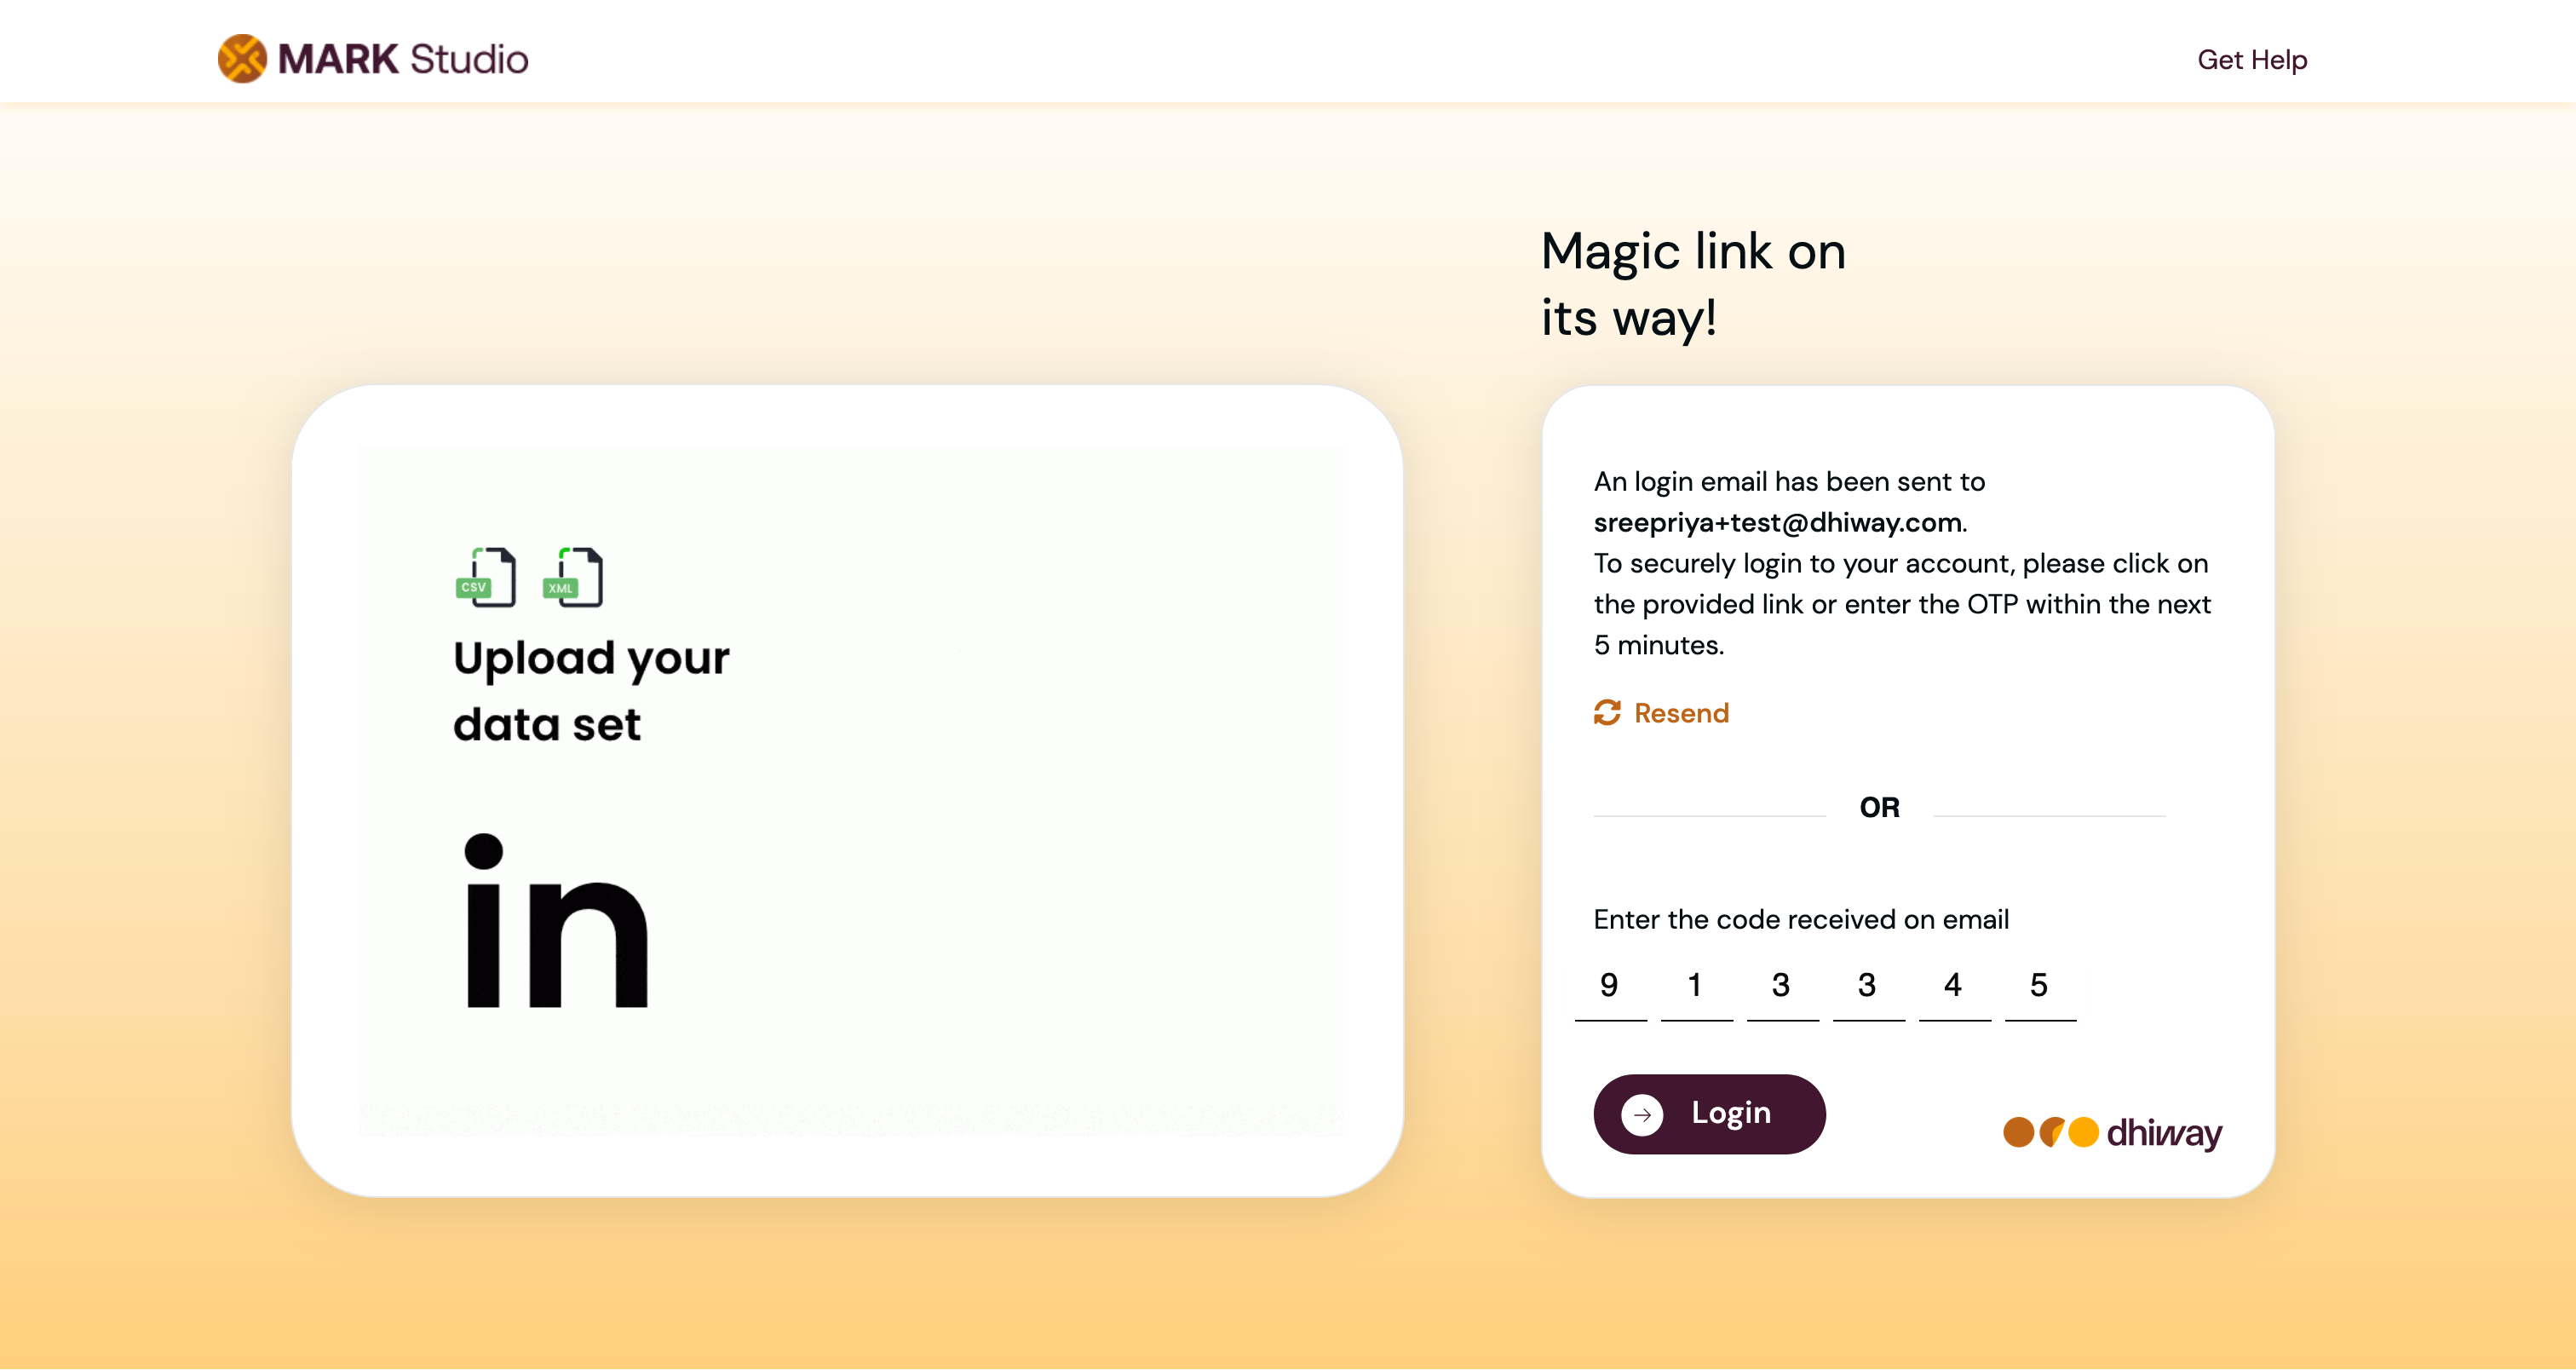 MARK Studio
Get Help
Magic link on
its way!
CSV XML
Upload your
data set
in
An login email has been sent to
sreepriya+test@dhiway.com.
To securely login to your account, please click on
the provided link or enter the OTP within the next
5 minutes.
Resend
OR
Enter the code received on email
9 1 3 3 4 5
Login
dhiway